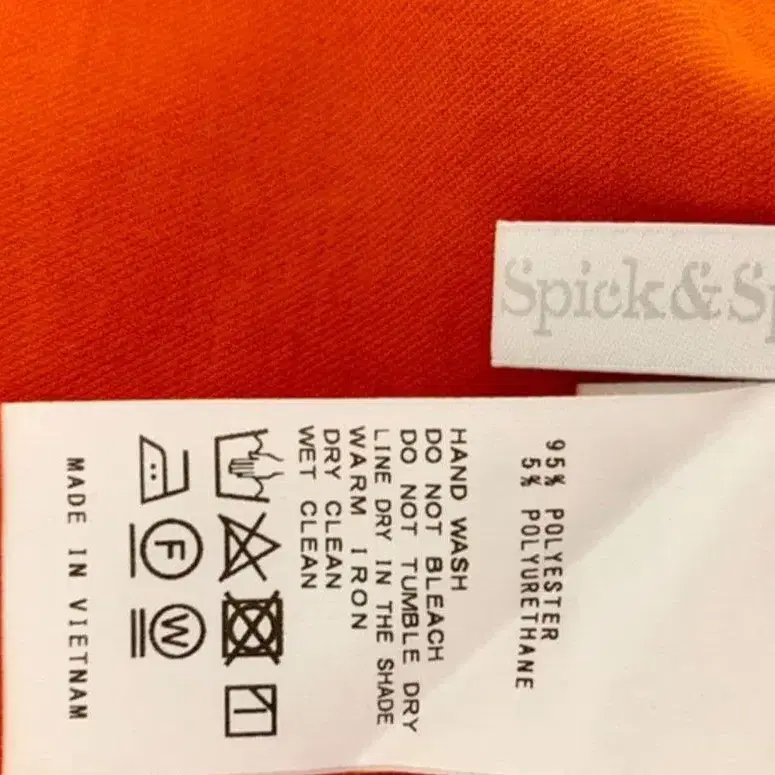 Spick&Sp
95% POLYESTER
5% POLYURETHANE
HAND WASH
DO NOT BLEACH
DO NOT TUMBLE DRY
LINE DRY IN THE SHADE
WARM IRON
DRY CLEAN
WET CLEAN
F
W
MADE IN VIETNAM